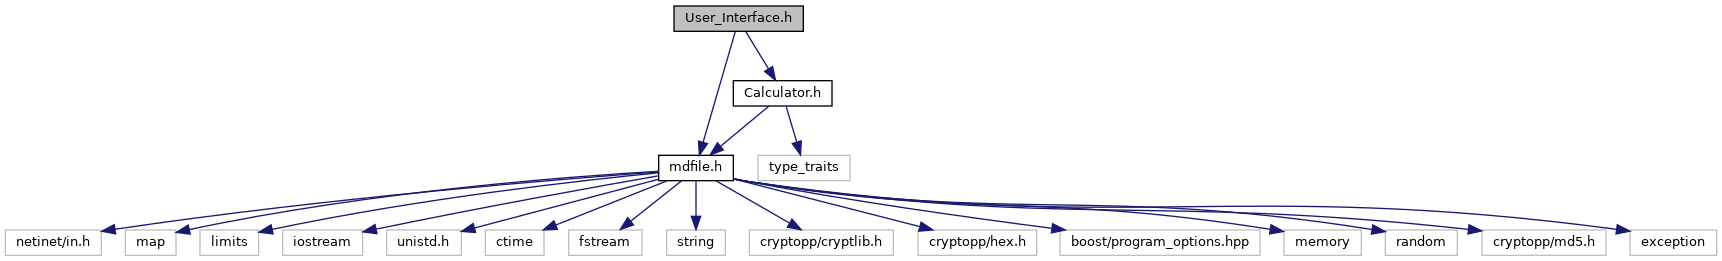 User_Interface.h
Calculator.h
mdfile.h
type_traits
netinet/in.h
map
limits
iostream
unistd.h
ctime
fstream
string
cryptopp/cryptlib.h
cryptopp/hex.h
boost/program_options.hpp
memory
random
cryptopp/md5.h
exception